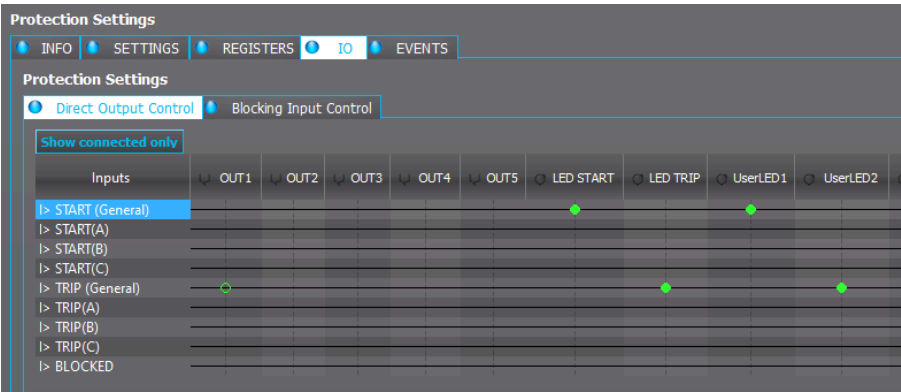 Protection Settings
INFO SETTINGS REGISTERS IO EVENTS
Protection Settings
Direct Output Control Blocking Input Control
Show connected only
Inputs OUT1 OUT2 OUT3 OUT4 OUT5 LED START LED TRIP UserLED1 UserLED2
I> START (General)
I> START(A)
I> START(B)
I> START(C)
I> TRIP (General)
I> TRIP(A)
I> TRIP(B)
I> TRIP(C)
I> BLOCKED